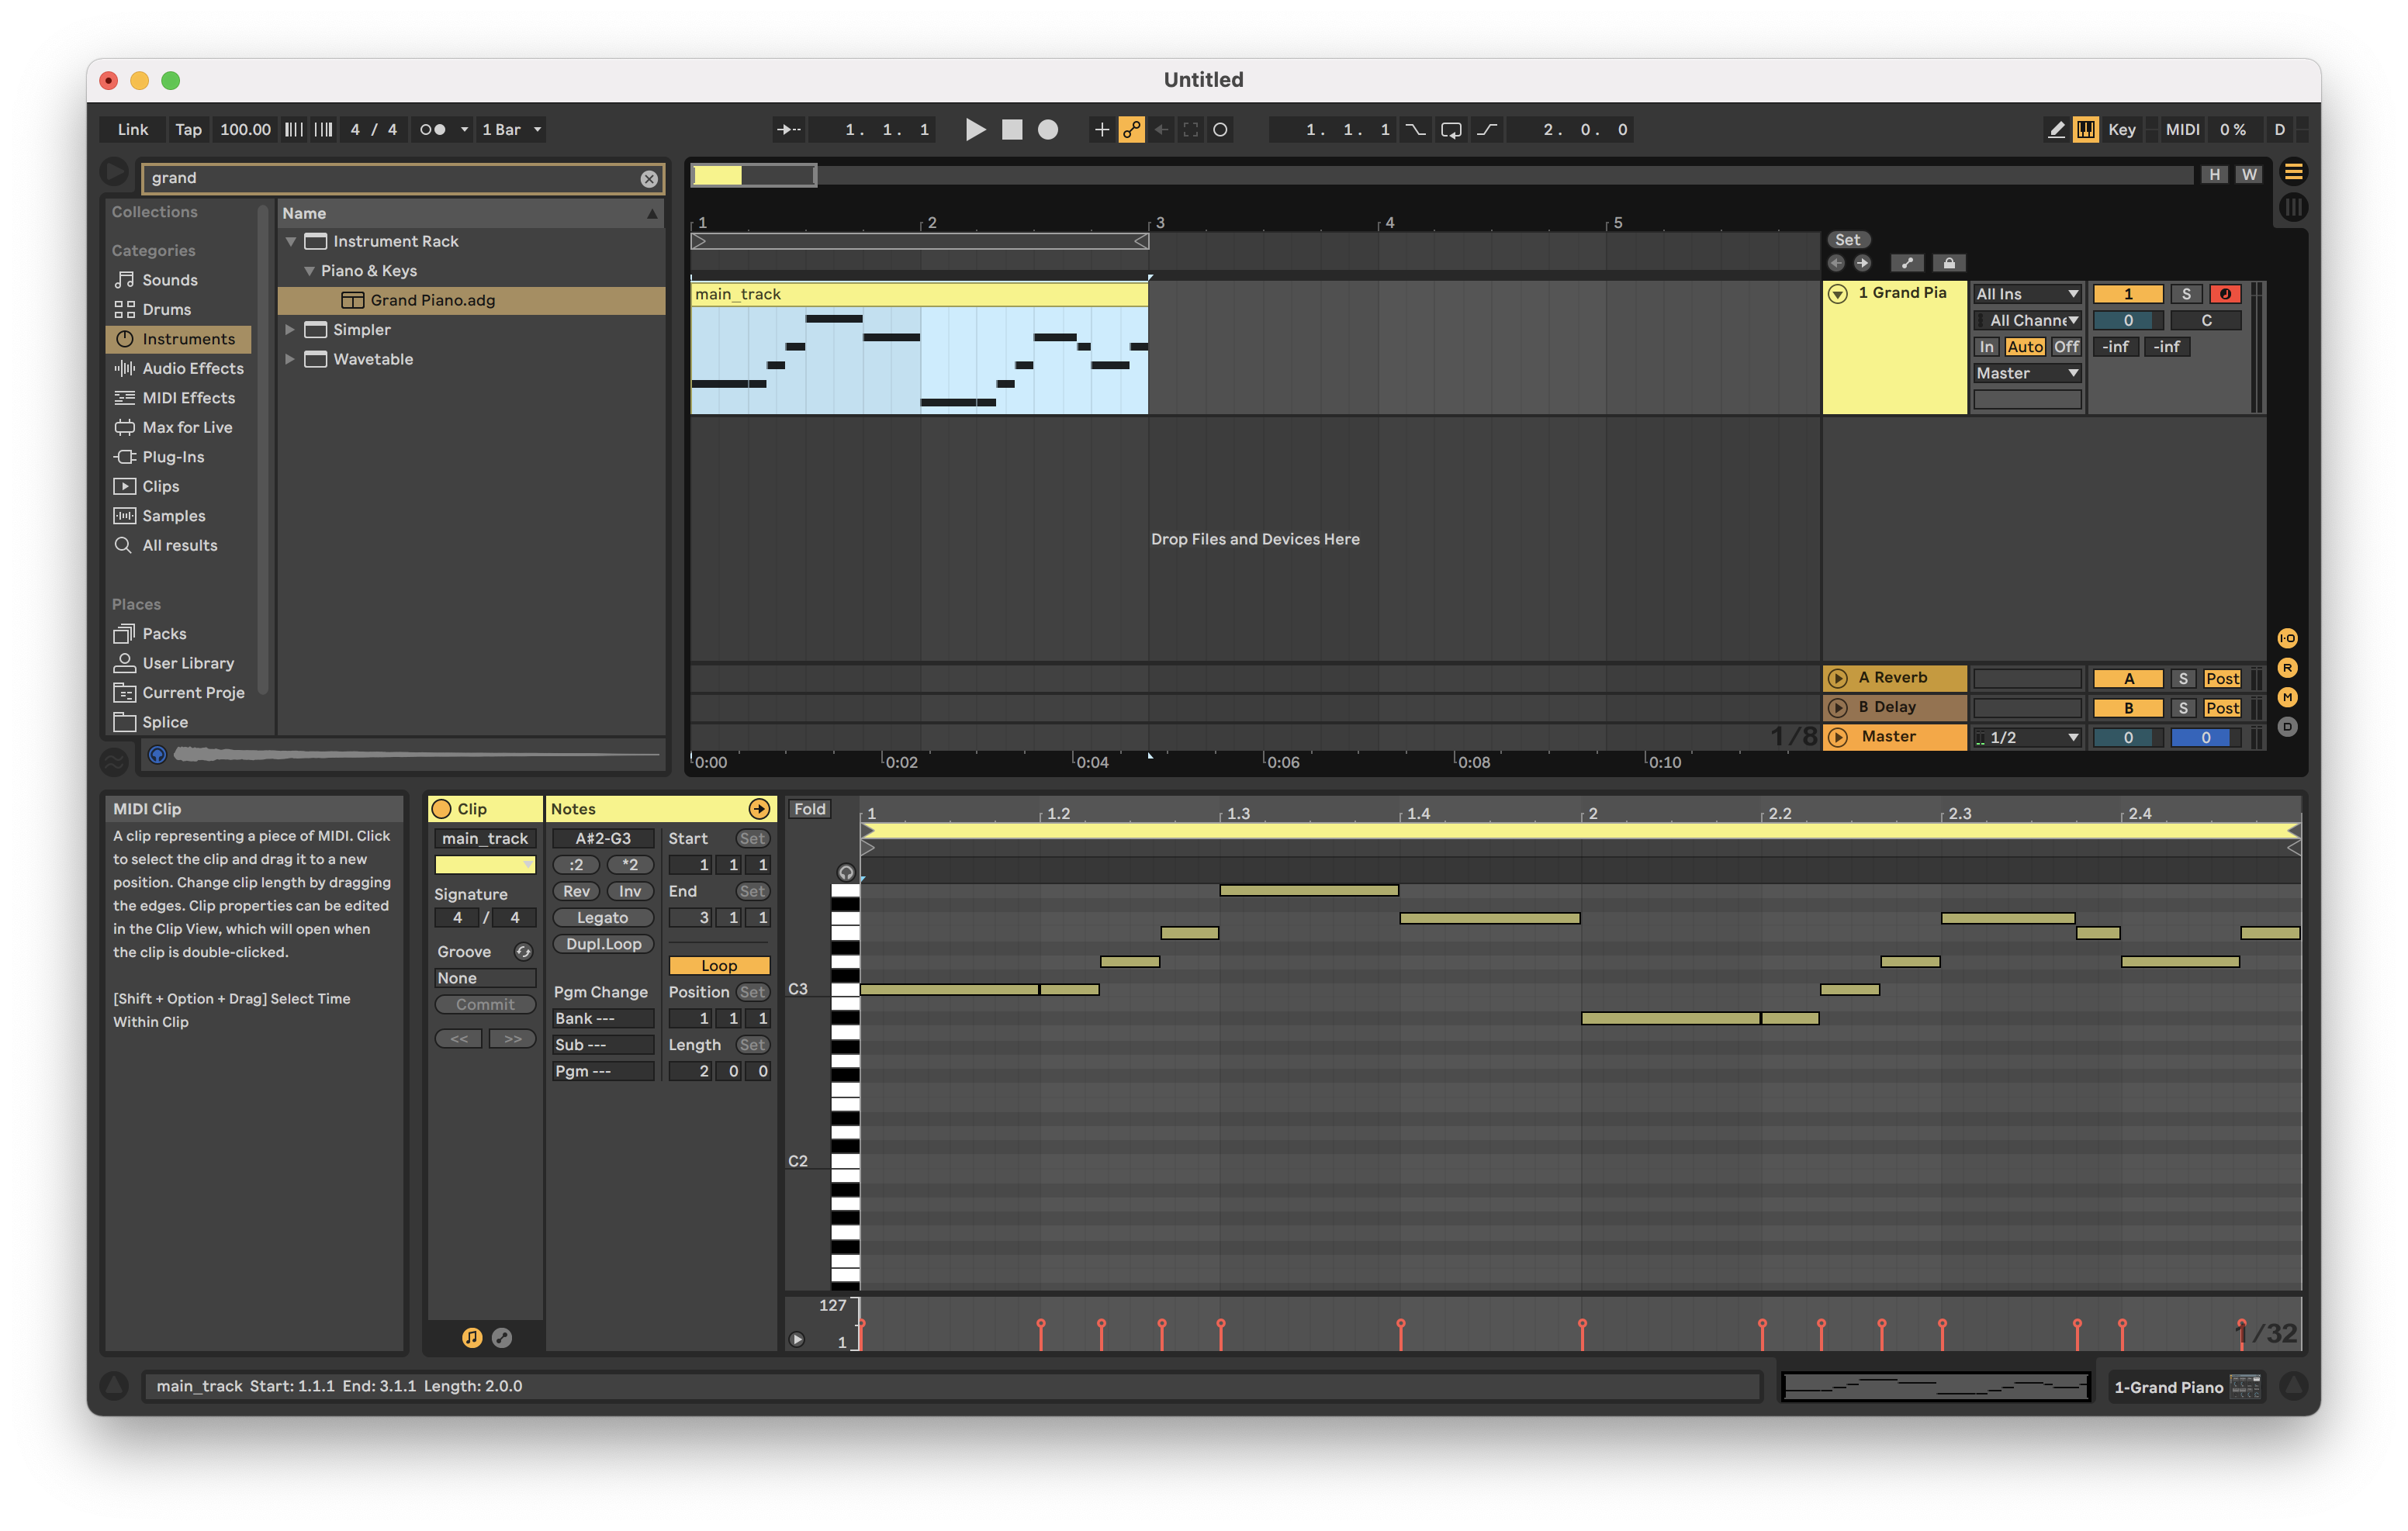 Untitled
Link Tap 100.00 4 / 4 1 Bar 1. 1. 1 1. 1. 1 2. 0. 0 Key MIDI 0 % D
grand
H W
Collections
Categories
Sounds
Drums
Instruments
Audio Effects
MIDI Effects
Max for Live
Plug-Ins
Clips
Samples
All results
Places
Packs
User Library
Current Proje
Splice
Name
Instrument Rack
Piano & Keys
Grand Piano.adg
Simpler
Wavetable
1 2 3 4 5
Set
main_track
Drop Files and Devices Here
1 Grand Pia All Ins 1 S
All Channe 0 C
In Auto Off -inf -inf
Master
I·O
R
M
D
A Reverb A S Post
B Delay B S Post
1/8 Master 1/2 0 0
0:00 0:02 0:04 0:06 0:08 0:10
MIDI Clip
A clip representing a piece of MIDI. Click
to select the clip and drag it to a new
position. Change clip length by dragging
the edges. Clip properties can be edited
in the Clip View, which will open when
the clip is double-clicked.
[Shift + Option + Drag] Select Time
Within Clip
Clip
main_track
Signature
4 / 4
Groove
None
Commit
<< >>
Notes
A#2-G3
:2 *2
Rev Inv
Legato
Dupl.Loop
Pgm Change
Bank ---
Sub ---
Pgm ---
Start Set
1 1 1
End Set
3 1 1
Loop
Position Set
1 1 1
Length Set
2 0 0
Fold 1 1.2 1.3 1.4 2 2.2 2.3 2.4
C3
C2
127
1
1/32
main_track Start: 1.1.1 End: 3.1.1 Length: 2.0.0
1-Grand Piano